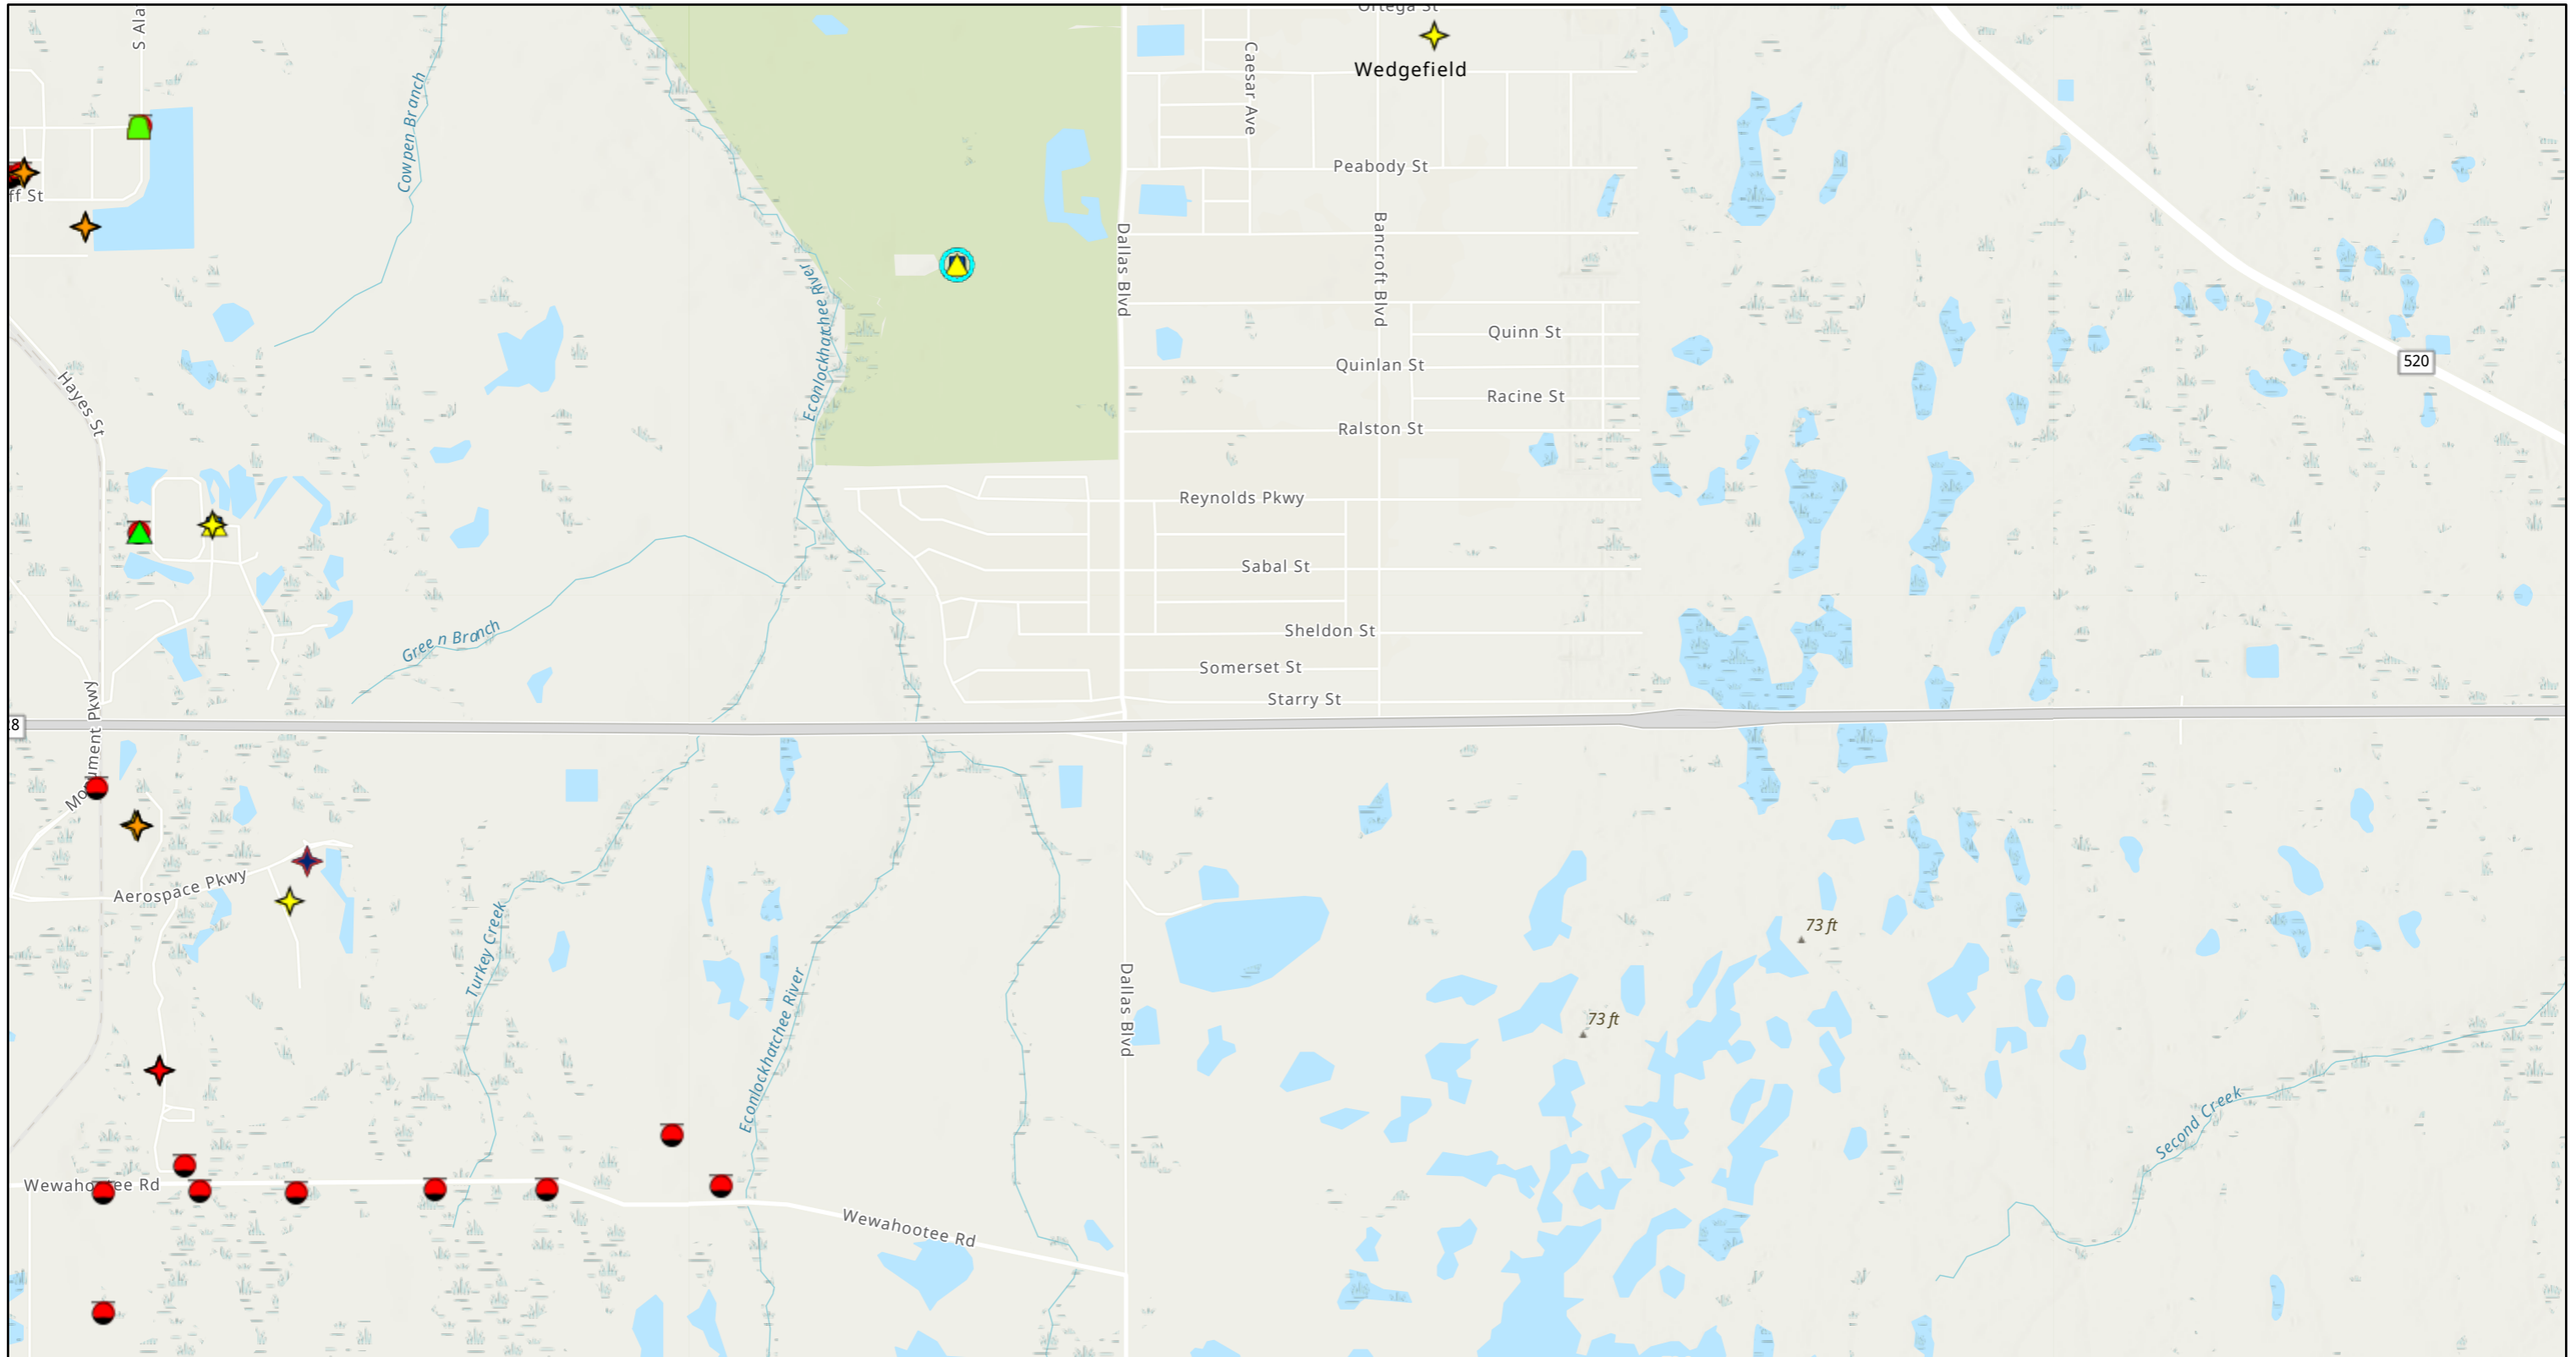 Ortega St
S Ala
Wedgefield
Caesar Ave
Cowpen Branch
Peabody St
ff St
Bancroft Blvd
Dallas Blvd
Econlockhatchee River
Quinn St
Quinlan St
520
Hayes St
Racine St
Ralston St
Reynolds Pkwy
Sabal St
Green Branch
Sheldon St
Somerset St
Starry St
8
Monument Pkwy
Aerospace Pkwy
Turkey Creek
73 ft
73 ft
Dallas Blvd
Econlockhatchee River
Second Creek
Wewahootee Rd
Wewahootee Rd